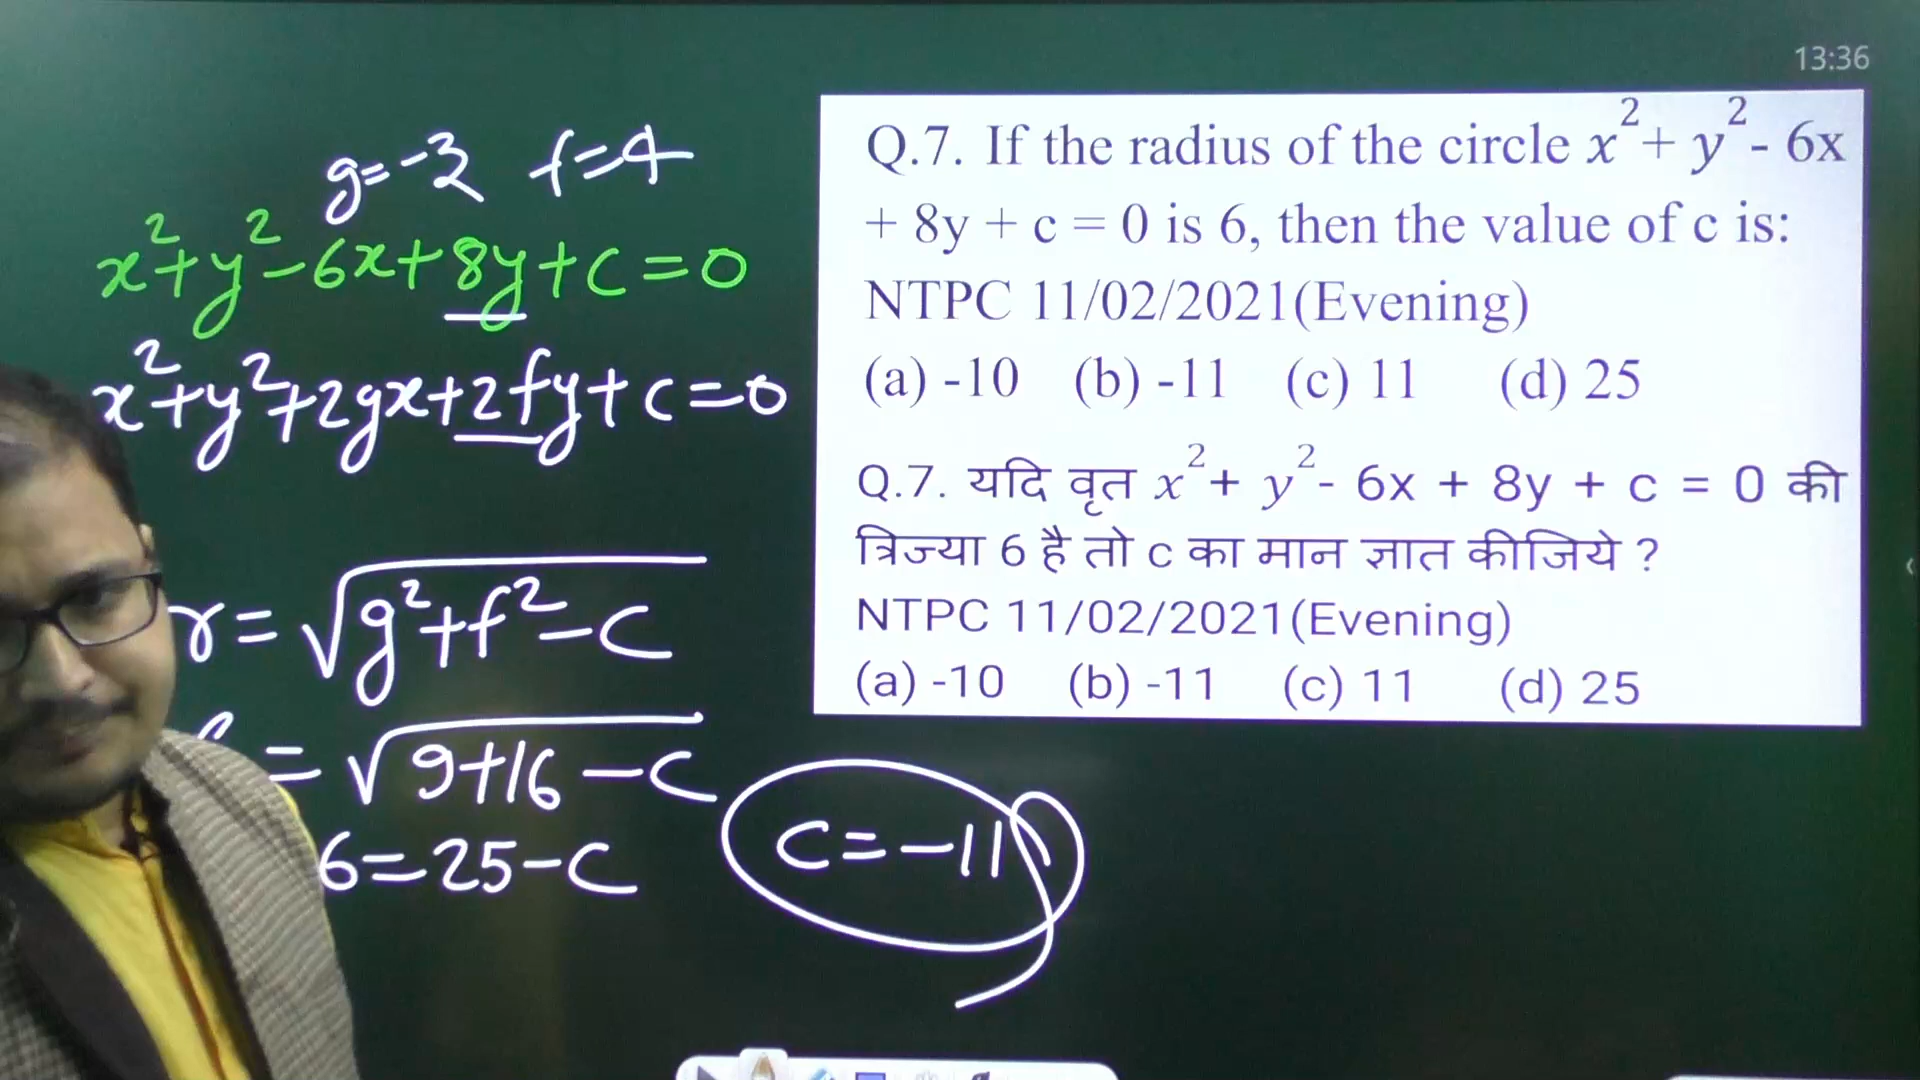 13:36
g=-3 f=4
x²+y²-6x+8y+c=0
x²+y²+2gx+2fy+c=0
r=√g²+f²-c
=√9+16-c
6=25-c
c=-11
Q.7. If the radius of the circle x²+ y²- 6x
+ 8y + c = 0 is 6, then the value of c is:
NTPC 11/02/2021(Evening)
(a) -10 (b) -11 (c) 11 (d) 25
Q.7. यदि वृत x²+ y²- 6x + 8y + c = 0 की
त्रिज्या 6 है तो c का मान ज्ञात कीजिये ?
NTPC 11/02/2021(Evening)
(a) -10 (b) -11 (c) 11 (d) 25